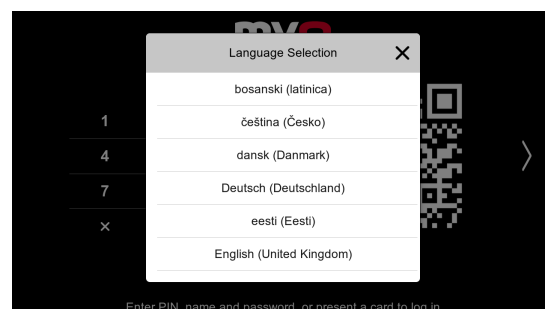 Language Selection
bosanski (latinica)
čeština (Česko)
1
dansk (Danmark)
4
Deutsch (Deutschland)
7
eesti (Eesti)
English (United Kingdom)
Enter PIN, name and password, or present a card to log in